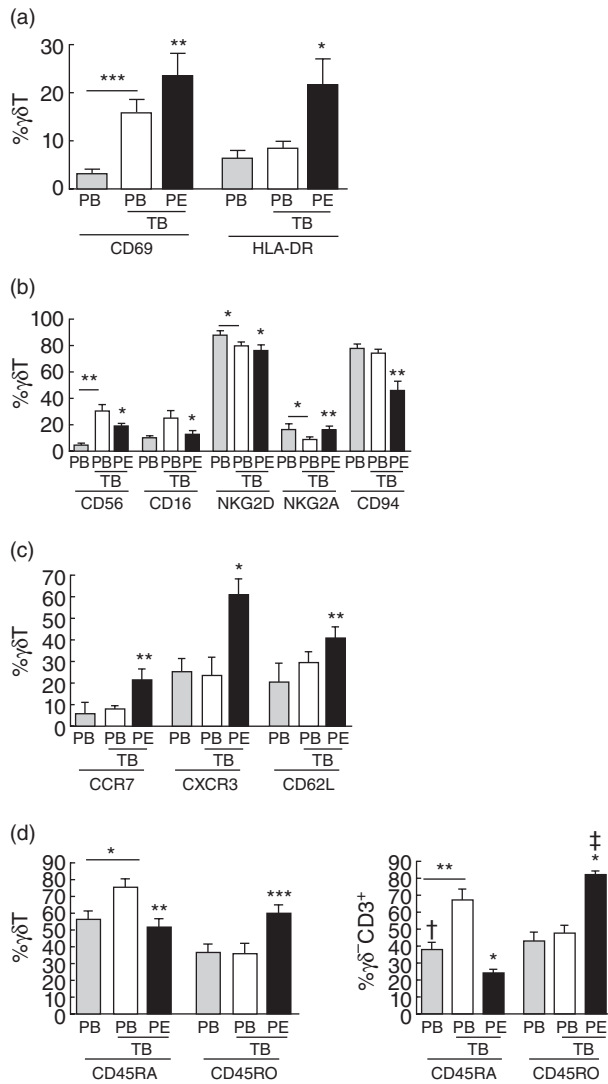 (a)
30
20
10
0
%γδT
***
**
*
PB PB PE PB PB PE
TB TB
CD69 HLA-DR
(b)
100
80
60
40
20
0
%γδT
** * * * * * * ** **
PB PB PE PB PB PE PB PB PE PB PB PE PB PB PE
TB TB TB TB TB
CD56 CD16 NKG2D NKG2A CD94
(c)
70
60
50
40
30
20
10
0
%γδT
** * **
PB PB PE PB PB PE PB PB PE
TB TB TB
CCR7 CXCR3 CD62L
(d)
90
80
70
60
50
40
30
20
10
0
%γδT
* ** ***
PB PB PE PB PB PE
TB TB
CD45RA CD45RO
90
80
70
60
50
40
30
20
10
0
%γδ⁻CD3⁺
† ** * ‡ *
PB PB PE PB PB PE
TB TB
CD45RA CD45RO